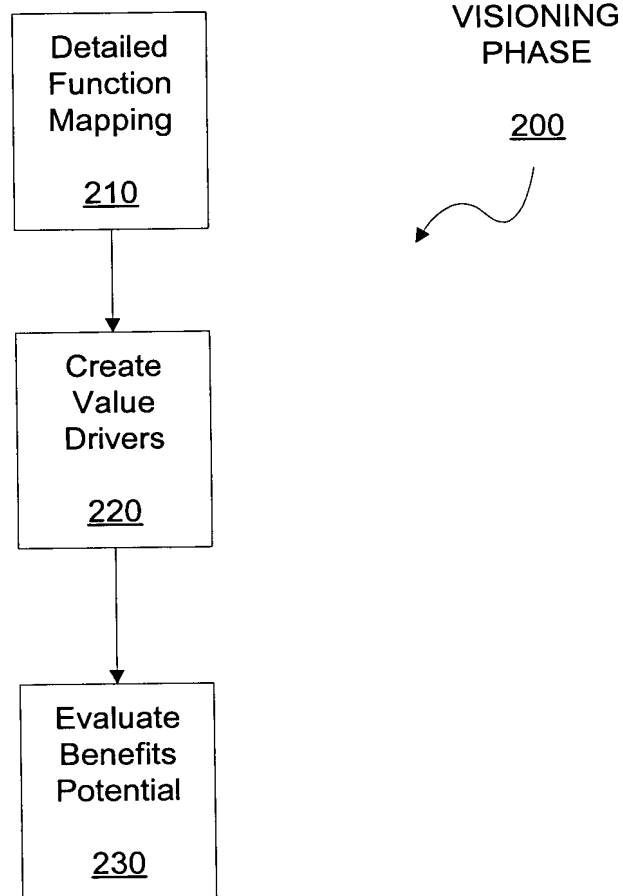 VISIONING
PHASE
200
Detailed
Function
Mapping
210
Create
Value
Drivers
220
Evaluate
Benefits
Potential
230